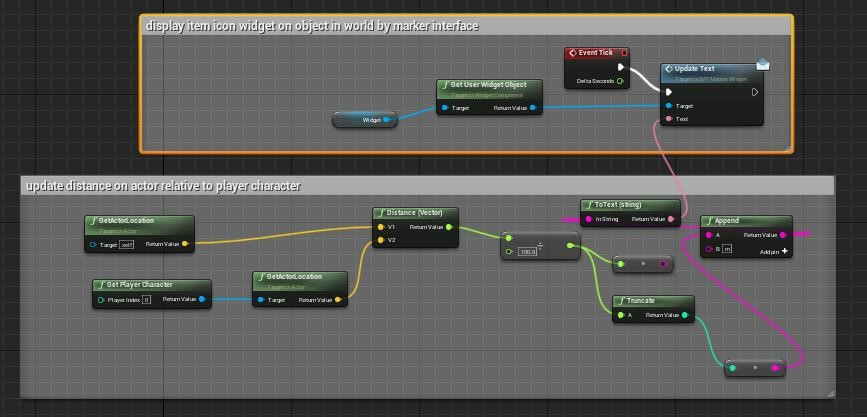 display item icon widget on object in world by marker interface
Event Tick
Delta Seconds
Update Text
Target is BPI Marker Widget
Target
Text
Get User Widget Object
Target is Widget Component
Target Return Value
Widget
update distance on actor relative to player character
GetActorLocation
Target is Actor
Target self Return Value
Distance (Vector)
V1 Return Value
V2
ToText (string)
In String Return Value
Append
A Return Value
B m Add pin +
100.0 ÷
Get Player Character
Player Index 0 Return Value
GetActorLocation
Target is Actor
Target Return Value
Truncate
A Return Value